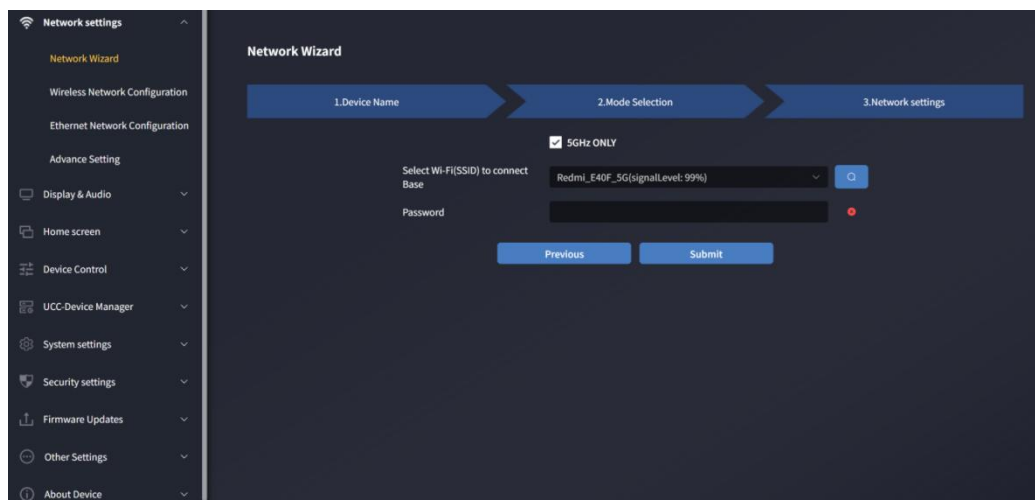 Network settings
Network Wizard
Wireless Network Configuration
Ethernet Network Configuration
Advance Setting
Display & Audio
Home screen
Device Control
UCC-Device Manager
System settings
Security settings
Firmware Updates
Other Settings
About Device
Network Wizard
1.Device Name
2.Mode Selection
3.Network settings
5GHz ONLY
Select Wi-Fi(SSID) to connect
Base
Redmi_E40F_5G(signalLevel: 99%)
Password
Previous
Submit